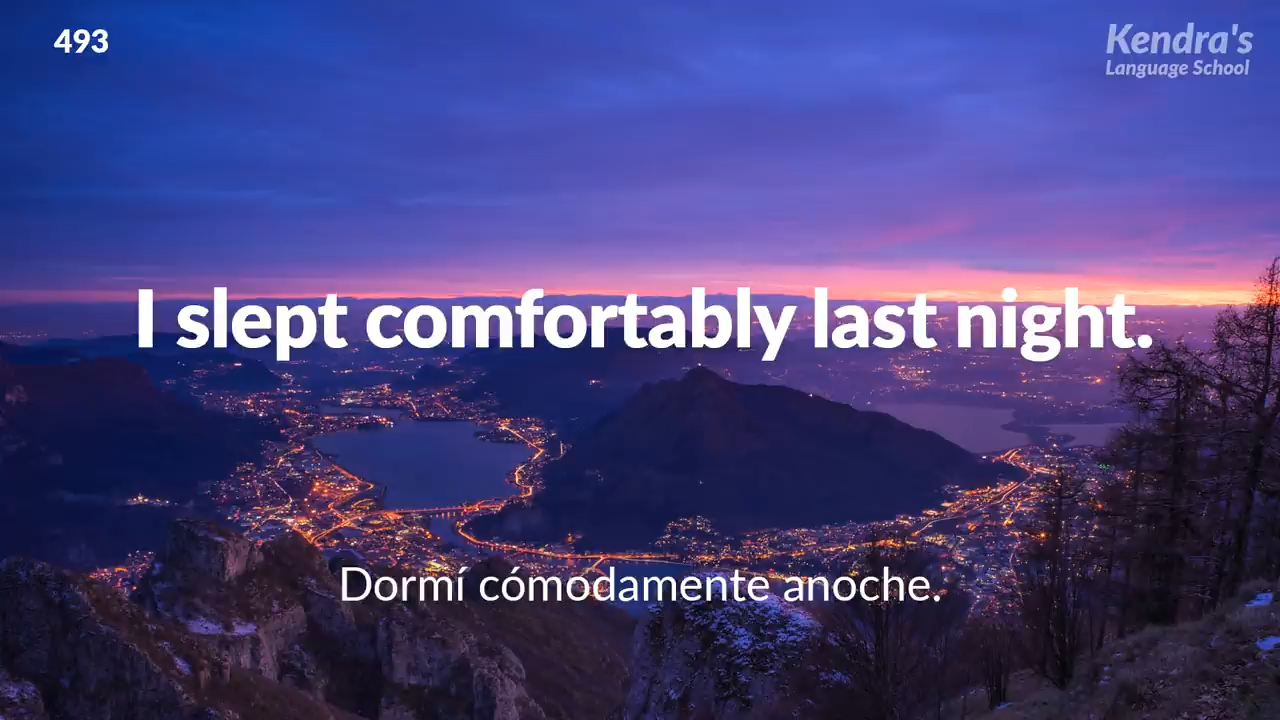 493
Kendra's
Language School
I slept comfortably last night.
Dormí cómodamente anoche.